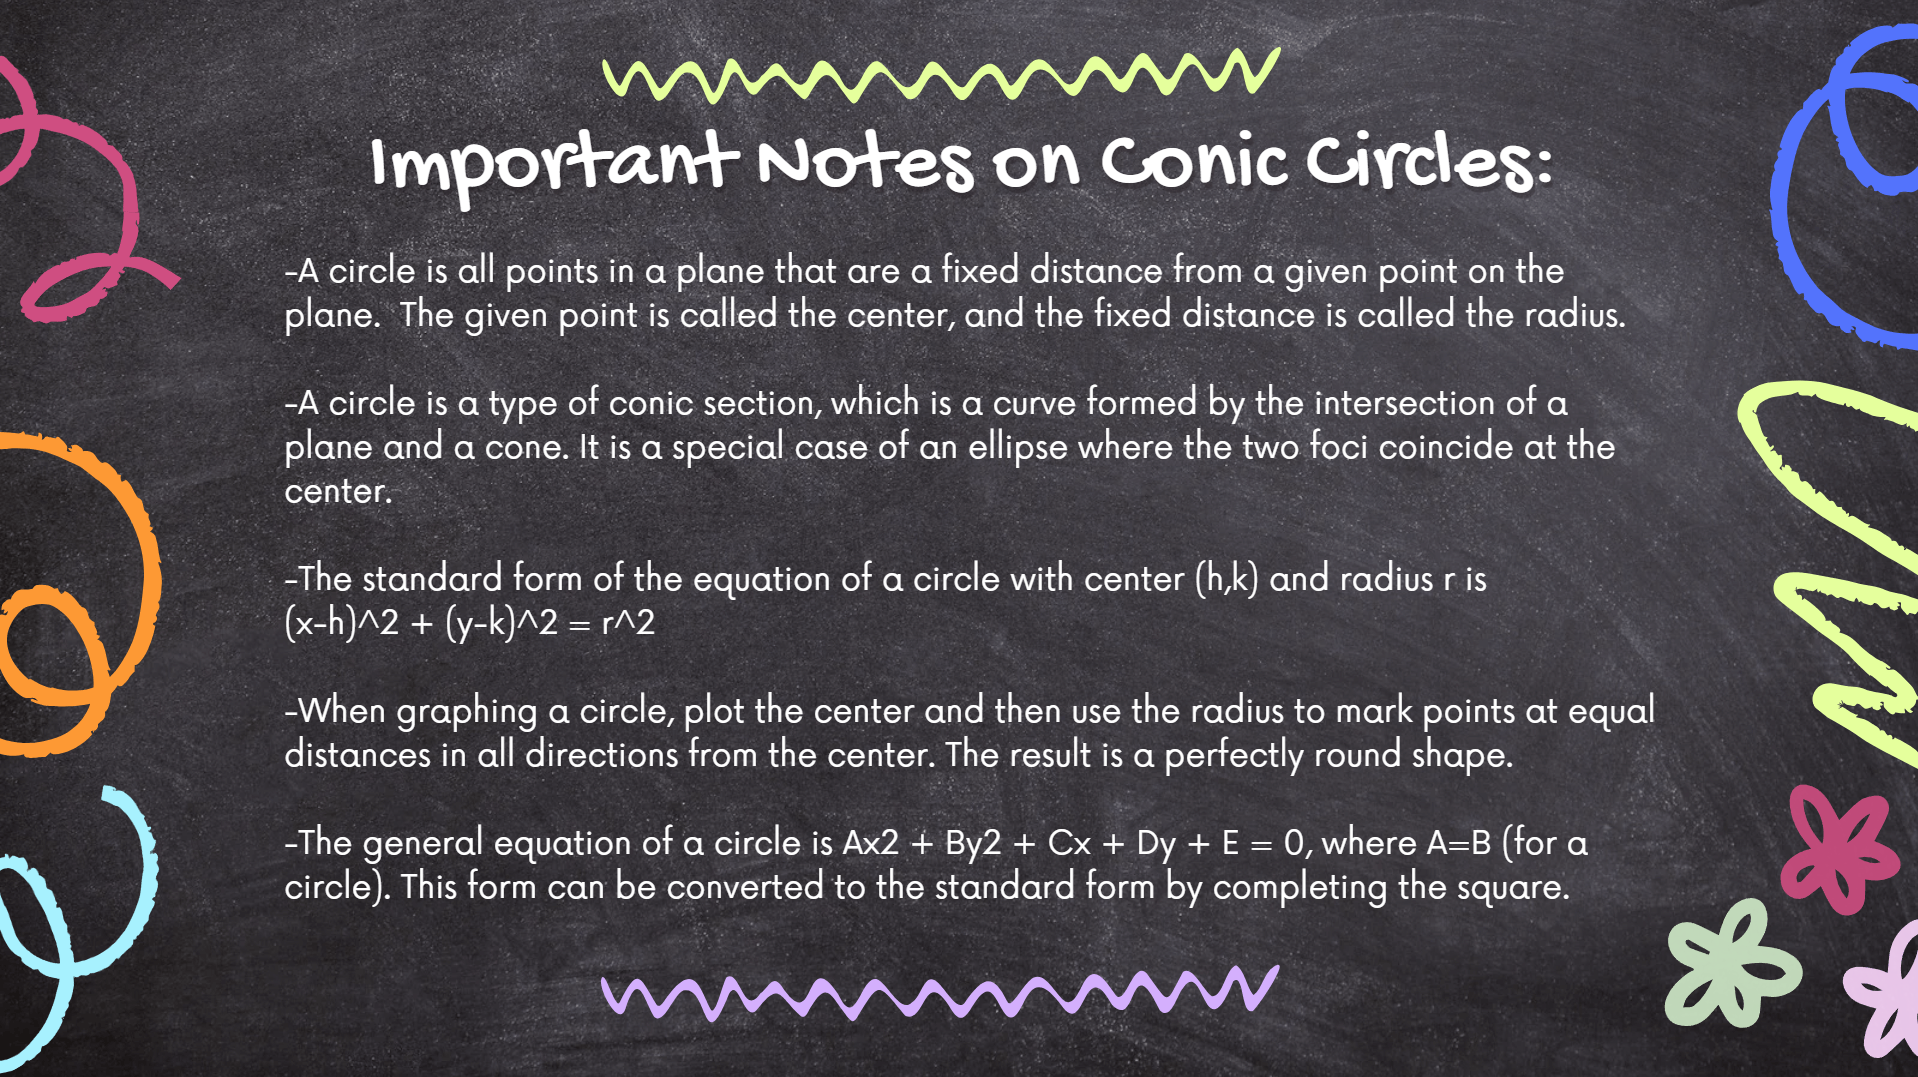 Important Notes on Conic Circles:
-A circle is all points in a plane that are a fixed distance from a given point on the
plane.  The given point is called the center, and the fixed distance is called the radius.
-A circle is a type of conic section, which is a curve formed by the intersection of a
plane and a cone. It is a special case of an ellipse where the two foci coincide at the
center.
-The standard form of the equation of a circle with center (h,k) and radius r is
(x-h)^2 + (y-k)^2 = r^2
-When graphing a circle, plot the center and then use the radius to mark points at equal
distances in all directions from the center. The result is a perfectly round shape.
-The general equation of a circle is Ax2 + By2 + Cx + Dy + E = 0, where A=B (for a
circle). This form can be converted to the standard form by completing the square.